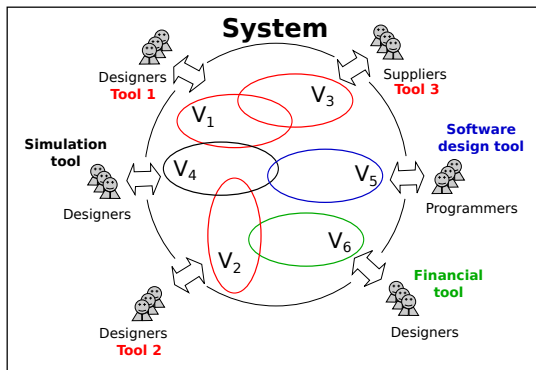 System
Designers
Tool 1
Suppliers
Tool 3
V3
V1
Simulation
tool
Software
design tool
V4
V5
Designers
Programmers
V6
V2
Financial
tool
Designers
Tool 2
Designers